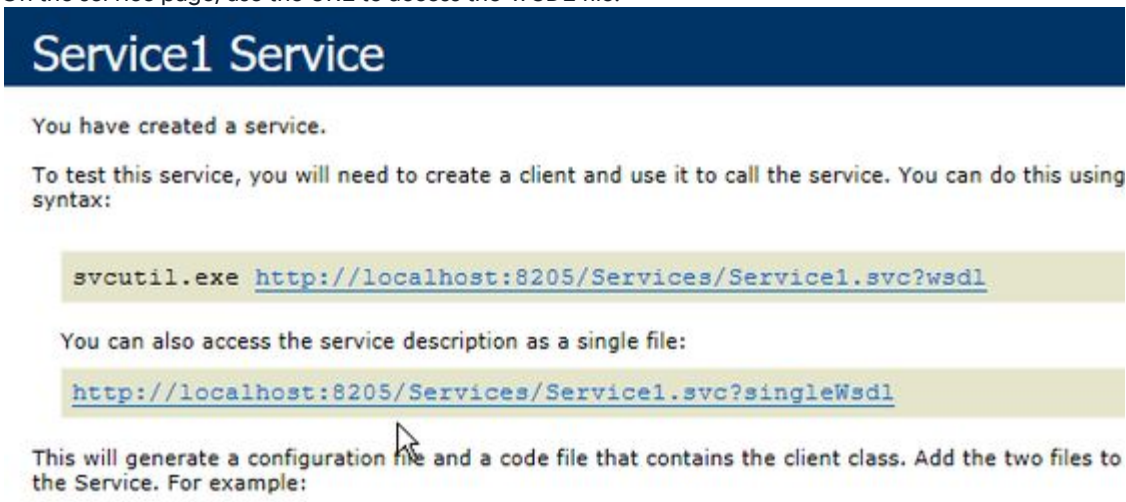 On the service page, use the URL to access the WSDL file.
Service1 Service
You have created a service.
To test this service, you will need to create a client and use it to call the service. You can do this using
syntax:
svcutil.exe http://localhost:8205/Services/Service1.svc?wsdl
You can also access the service description as a single file:
http://localhost:8205/Services/Service1.svc?singleWsdl
This will generate a configuration file and a code file that contains the client class. Add the two files to
the Service. For example: